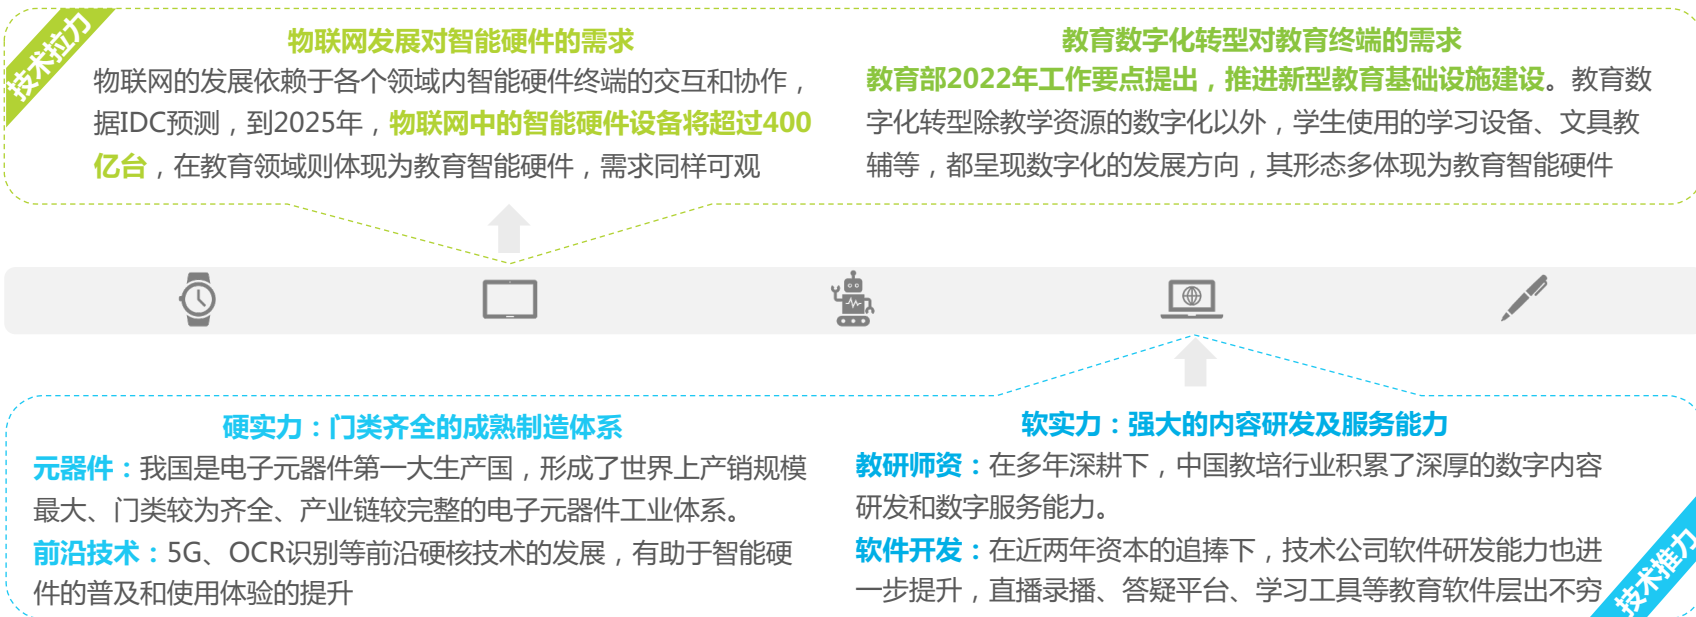 技术拉力
物联网发展对智能硬件的需求
物联网的发展依赖于各个领域内智能硬件终端的交互和协作，
据IDC预测，到2025年，物联网中的智能硬件设备将超过400
亿台，在教育领域则体现为教育智能硬件，需求同样可观
教育数字化转型对教育终端的需求
教育部2022年工作要点提出，推进新型教育基础设施建设。教育数
字化转型除教学资源的数字化以外，学生使用的学习设备、文具教
辅等，都呈现数字化的发展方向，其形态多体现为教育智能硬件
硬实力：门类齐全的成熟制造体系
元器件：我国是电子元器件第一大生产国，形成了世界上产销规模
最大、门类较为齐全、产业链较完整的电子元器件工业体系。
前沿技术：5G、OCR识别等前沿硬核技术的发展，有助于智能硬
件的普及和使用体验的提升
软实力：强大的内容研发及服务能力
教研师资：在多年深耕下，中国教培行业积累了深厚的数字内容
研发和数字服务能力。
软件开发：在近两年资本的追捧下，技术公司软件研发能力也进
一步提升，直播录播、答疑平台、学习工具等教育软件层出不穷
技术推力